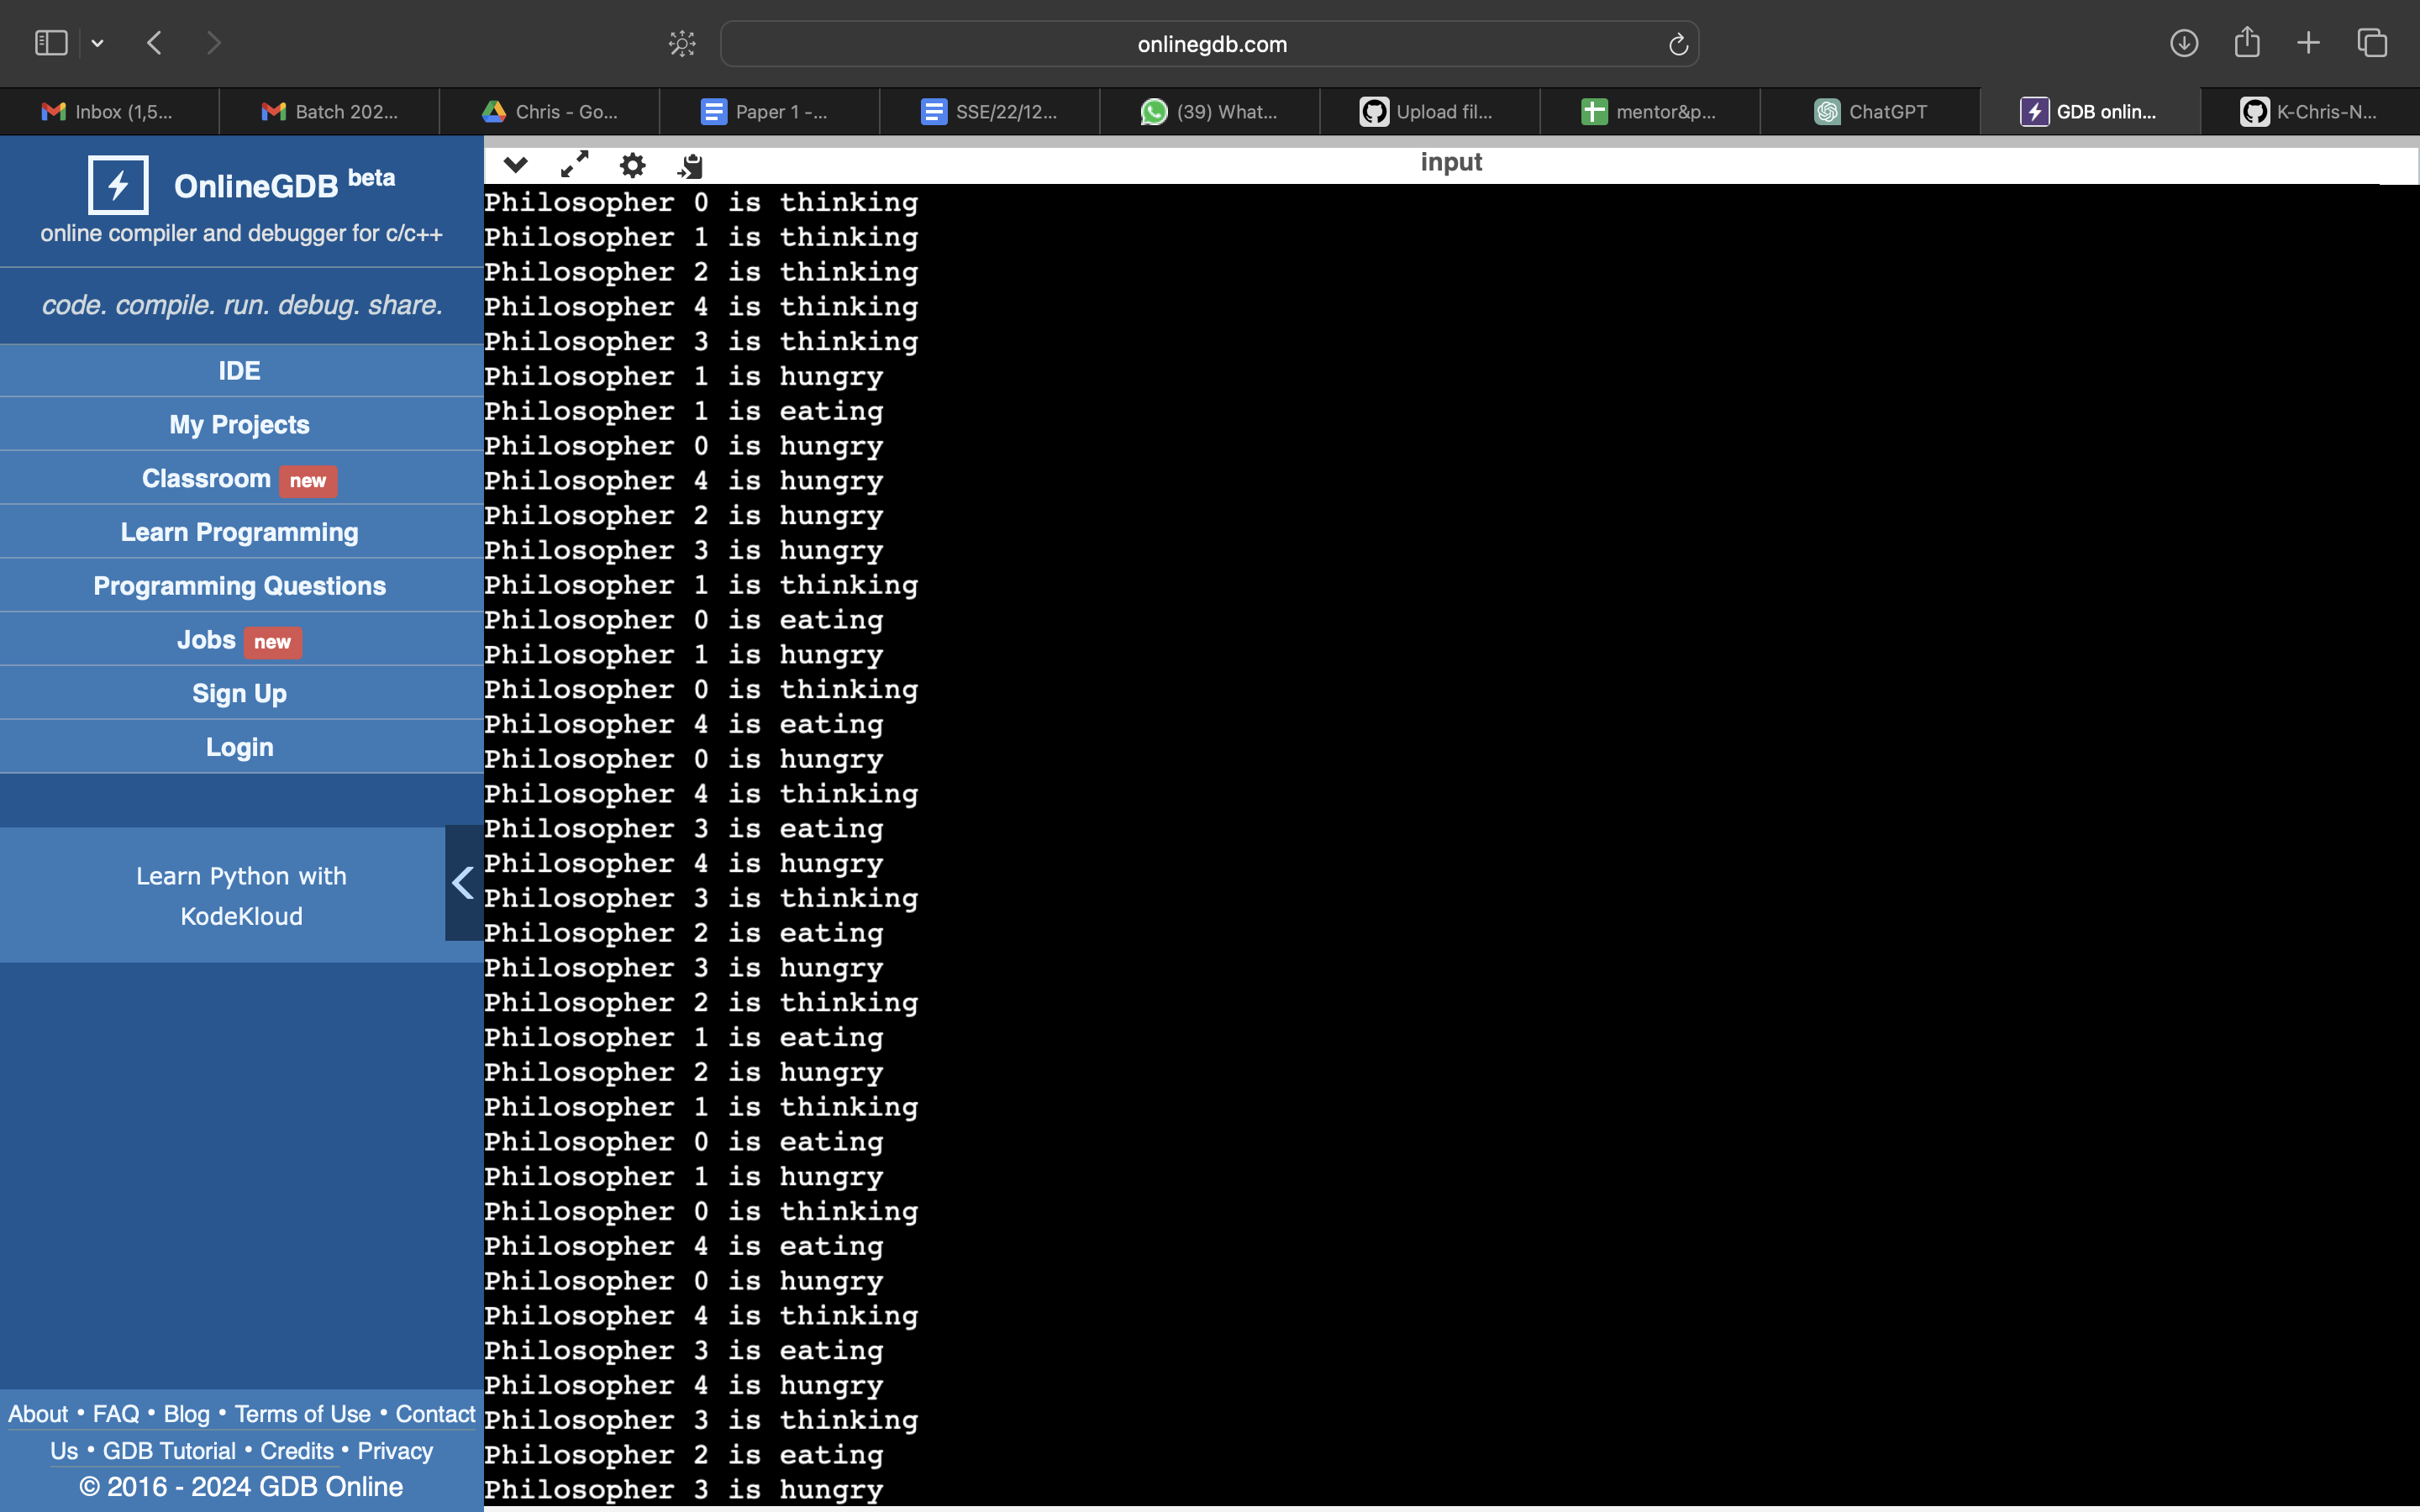 onlinegdb.com
Inbox (1,5...
Batch 202...
Chris - Go...
Paper 1 -...
SSE/22/12...
(39) What...
Upload fil...
mentor&p...
ChatGPT
GDB onlin...
K-Chris-N...
OnlineGDB beta
online compiler and debugger for c/c++
code. compile. run. debug. share.
IDE
My Projects
Classroom new
Learn Programming
Programming Questions
Jobs new
Sign Up
Login
Learn Python with
KodeKloud
About • FAQ • Blog • Terms of Use • Contact
Us • GDB Tutorial • Credits • Privacy
© 2016 - 2024 GDB Online
input
Philosopher 0 is thinking
Philosopher 1 is thinking
Philosopher 2 is thinking
Philosopher 4 is thinking
Philosopher 3 is thinking
Philosopher 1 is hungry
Philosopher 1 is eating
Philosopher 0 is hungry
Philosopher 4 is hungry
Philosopher 2 is hungry
Philosopher 3 is hungry
Philosopher 1 is thinking
Philosopher 0 is eating
Philosopher 1 is hungry
Philosopher 0 is thinking
Philosopher 4 is eating
Philosopher 0 is hungry
Philosopher 4 is thinking
Philosopher 3 is eating
Philosopher 4 is hungry
Philosopher 3 is thinking
Philosopher 2 is eating
Philosopher 3 is hungry
Philosopher 2 is thinking
Philosopher 1 is eating
Philosopher 2 is hungry
Philosopher 1 is thinking
Philosopher 0 is eating
Philosopher 1 is hungry
Philosopher 0 is thinking
Philosopher 4 is eating
Philosopher 0 is hungry
Philosopher 4 is thinking
Philosopher 3 is eating
Philosopher 4 is hungry
Philosopher 3 is thinking
Philosopher 2 is eating
Philosopher 3 is hungry